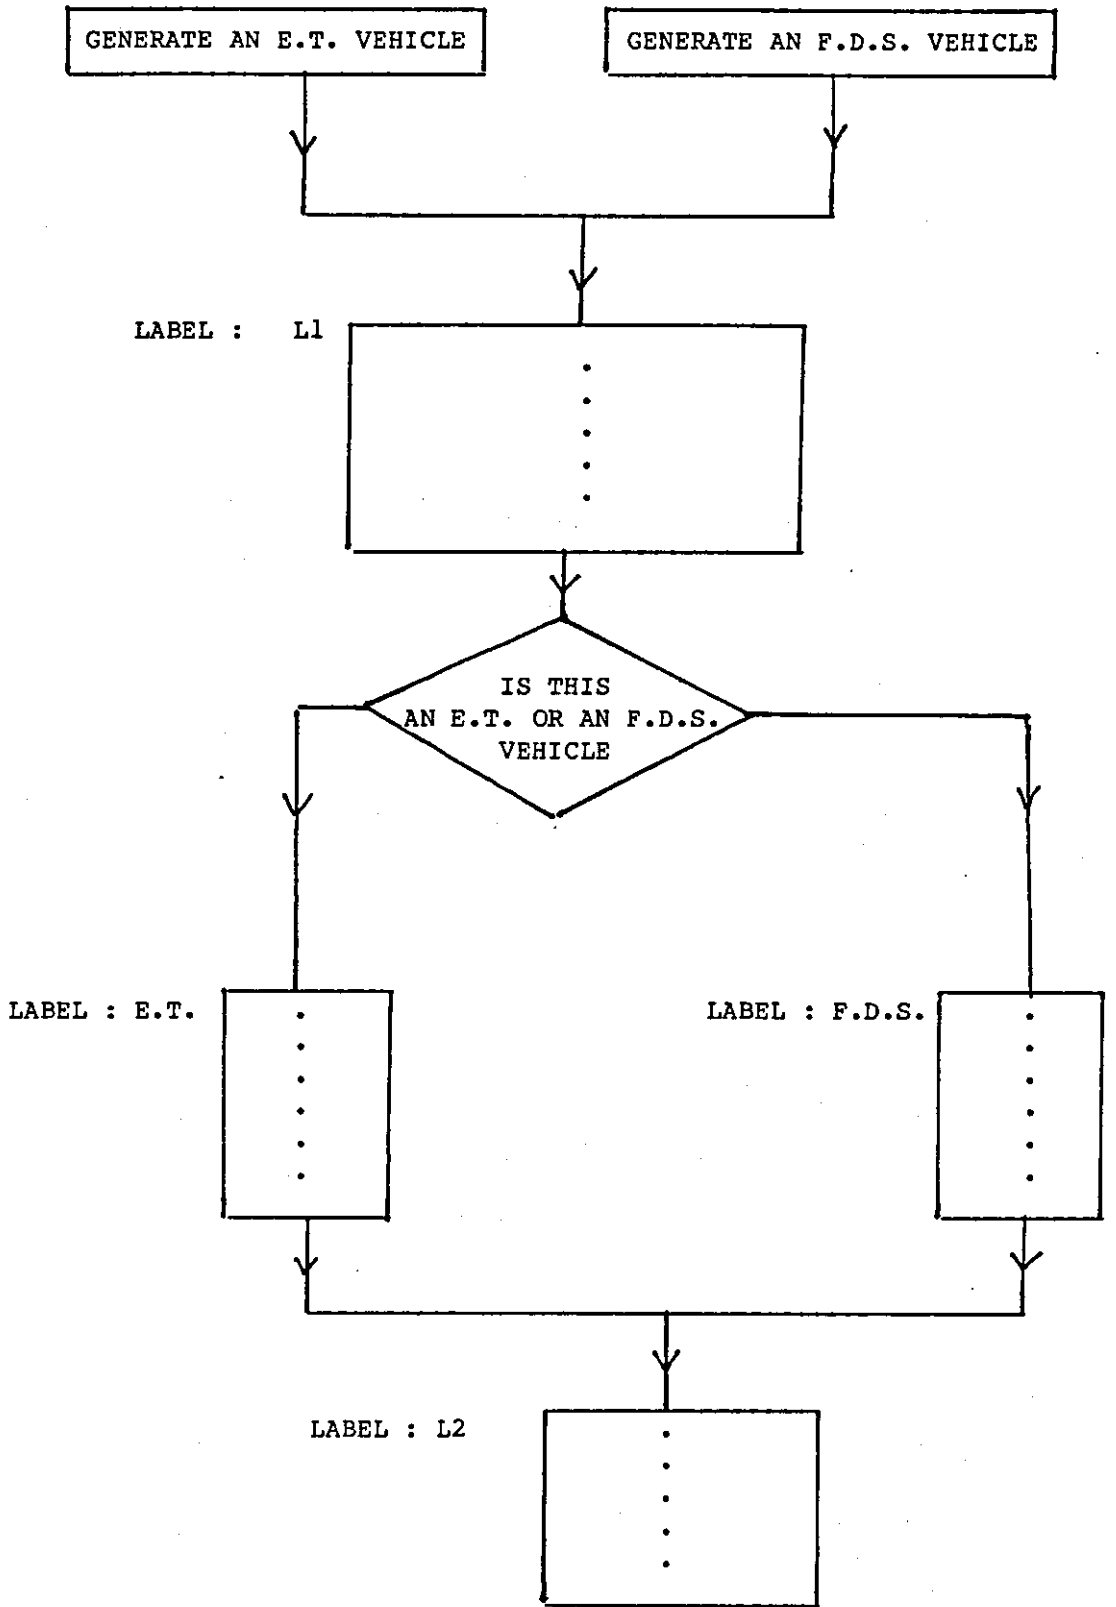 GENERATE AN E.T. VEHICLE
GENERATE AN F.D.S. VEHICLE
LABEL : L1
IS THIS
AN E.T. OR AN F.D.S.
VEHICLE
LABEL : E.T.
LABEL : F.D.S.
LABEL : L2